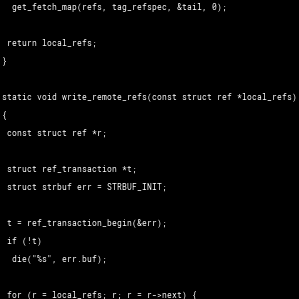 get_fetch_map(refs, tag_refspec, &tail, 0);
return local_refs;
}
static void write_remote_refs(const struct ref *local_refs)
{
const struct ref *r;
struct ref_transaction *t;
struct strbuf err = STRBUF_INIT;
t = ref_transaction_begin(&err);
if (!t)
die("%s", err.buf);
for (r = local_refs; r; r = r->next) {